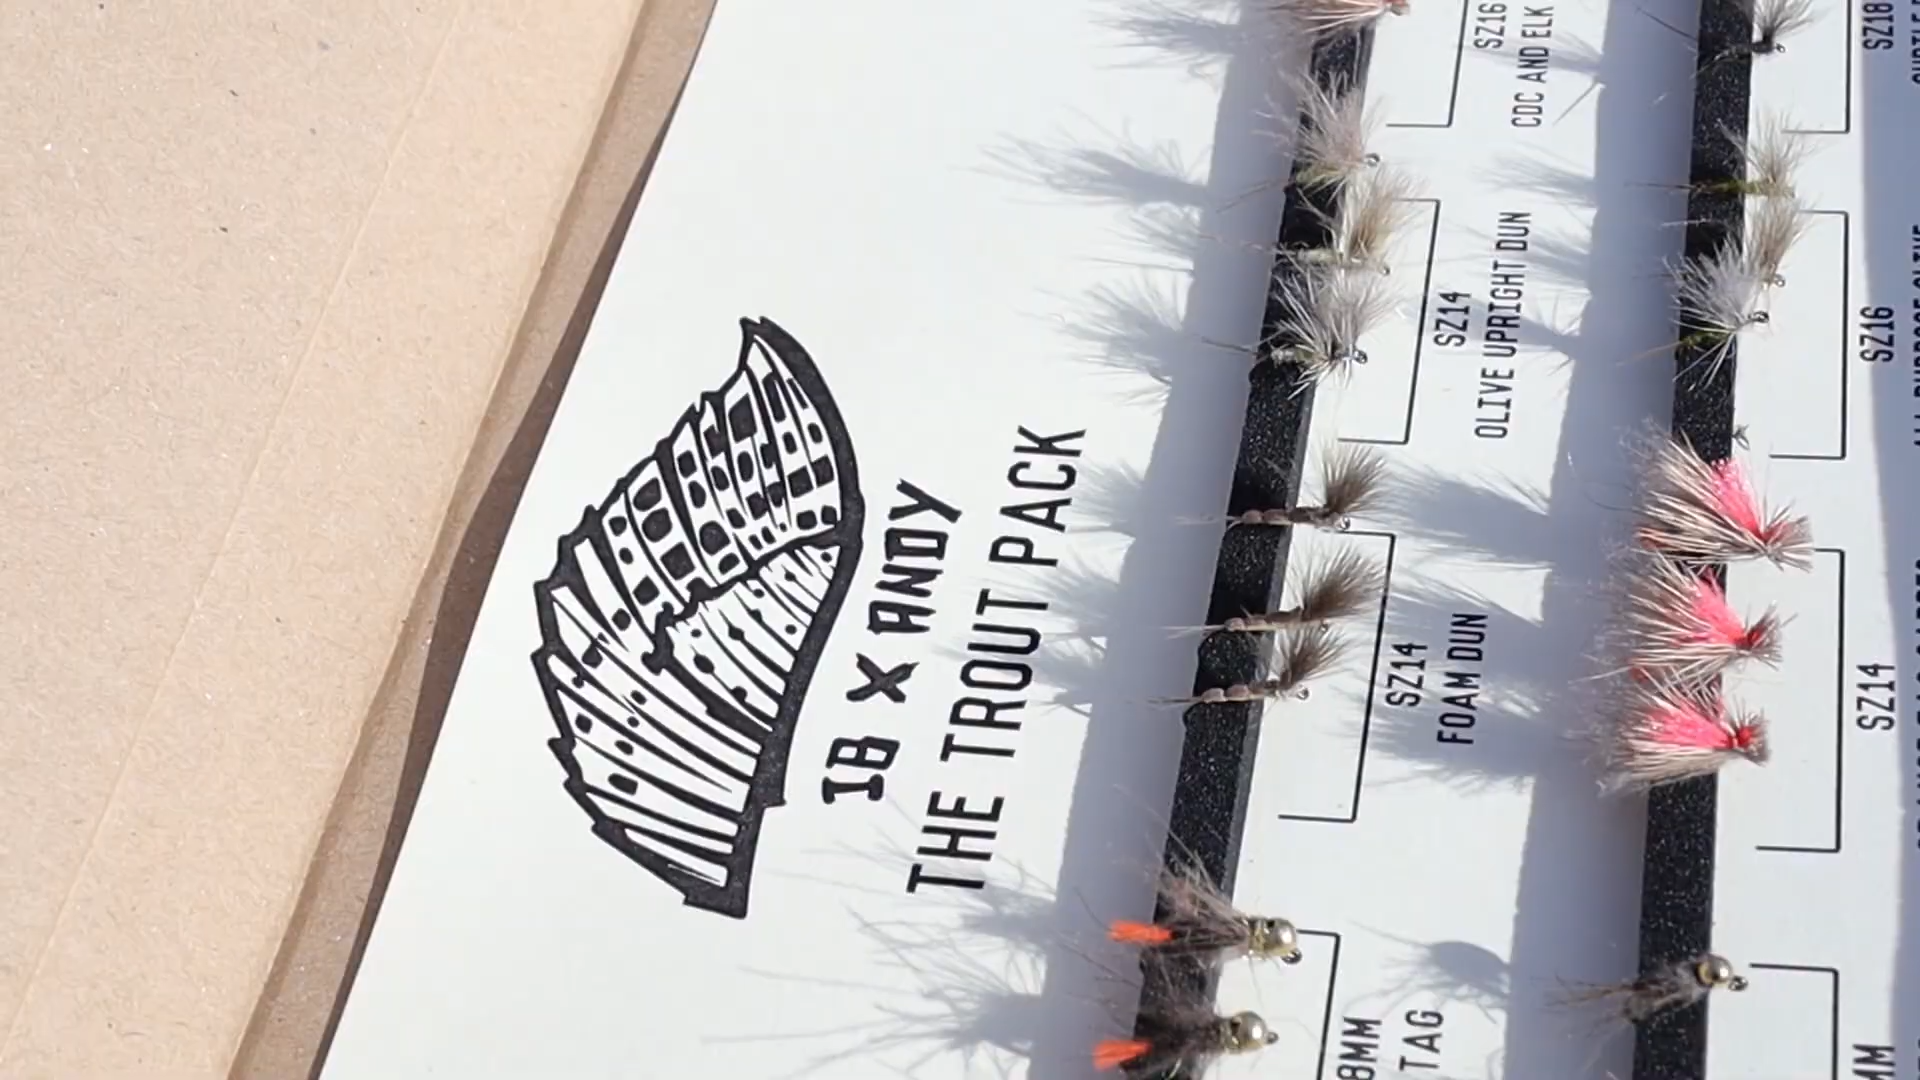 IB X ANDY
THE TROUT PACK
SZ16
CDC AND ELK
SZ14
OLIVE UPRIGHT DUN
SZ14
FOAM DUN
8MM
TAG
SZ18
SZ16
SZ14